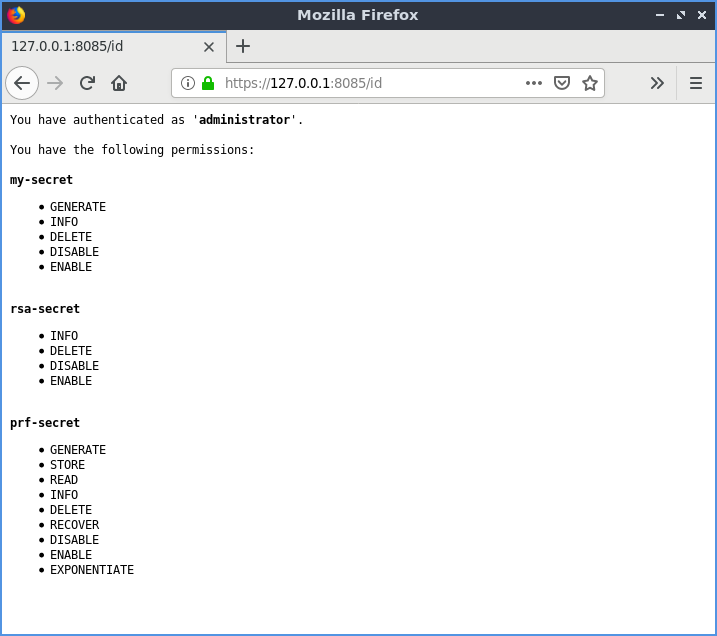 Mozilla Firefox
127.0.0.1:8085/id
https://127.0.0.1:8085/id
You have authenticated as 'administrator'.
You have the following permissions:
my-secret
GENERATE
INFO
DELETE
DISABLE
ENABLE
rsa-secret
INFO
DELETE
DISABLE
ENABLE
prf-secret
GENERATE
STORE
READ
INFO
DELETE
RECOVER
DISABLE
ENABLE
EXPONENTIATE